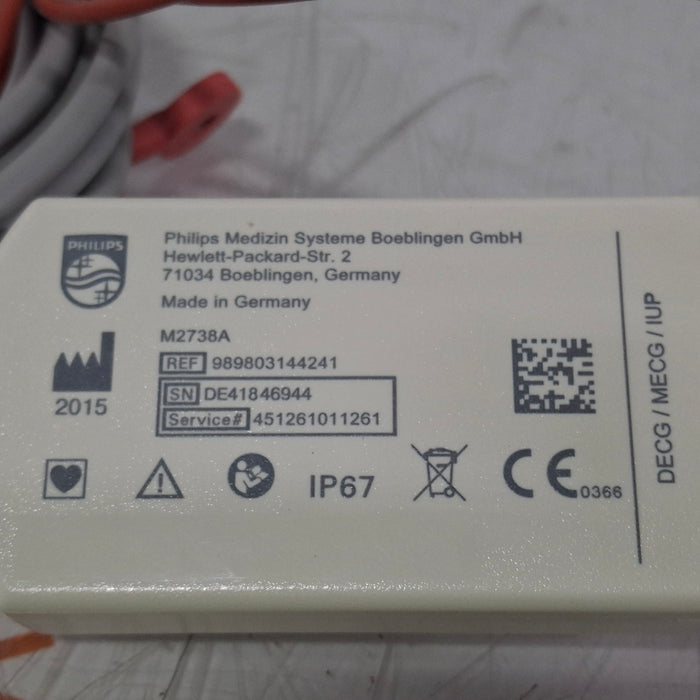 PHILIPS
Philips Medizin Systeme Boeblingen GmbH
Hewlett-Packard-Str. 2
71034 Boeblingen, Germany
Made in Germany
M2738A
REF 989803144241
SN DE41846944
Service# 451261011261
2015
IP67
CE 0366
DECG / MECG / IUP